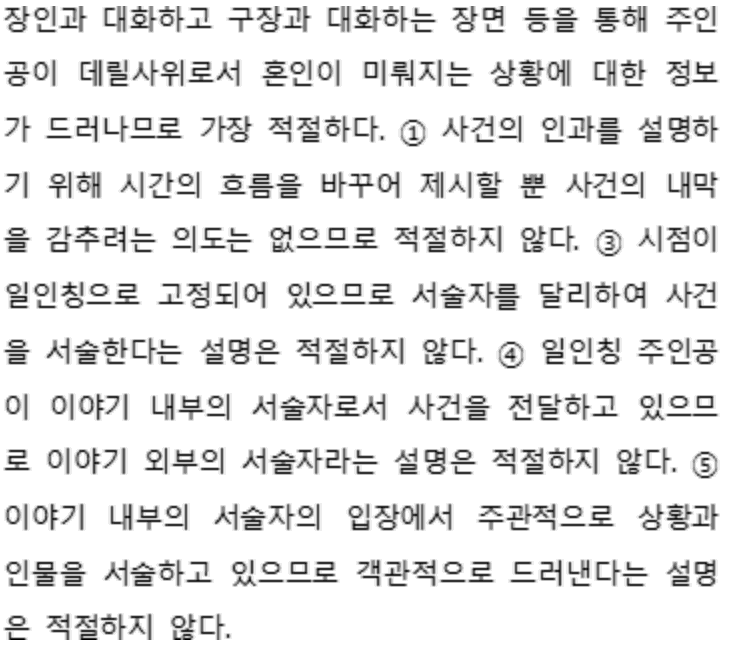 장인과 대화하고 구장과 대화하는 장면 등을 통해 주인
공이 데릴사위로서 혼인이 미뤄지는 상황에 대한 정보
가 드러나므로 가장 적절하다. ① 사건의 인과를 설명하
기 위해 시간의 흐름을 바꾸어 제시할 뿐 사건의 내막
을 감추려는 의도는 없으므로 적절하지 않다. ③ 시점이
일인칭으로 고정되어 있으므로 서술자를 달리하여 사건
을 서술한다는 설명은 적절하지 않다. ④ 일인칭 주인공
이 이야기 내부의 서술자로서 사건을 전달하고 있으므
로 이야기 외부의 서술자라는 설명은 적절하지 않다. ⑤
이야기 내부의 서술자의 입장에서 주관적으로 상황과
인물을 서술하고 있으므로 객관적으로 드러낸다는 설명
은 적절하지 않다.